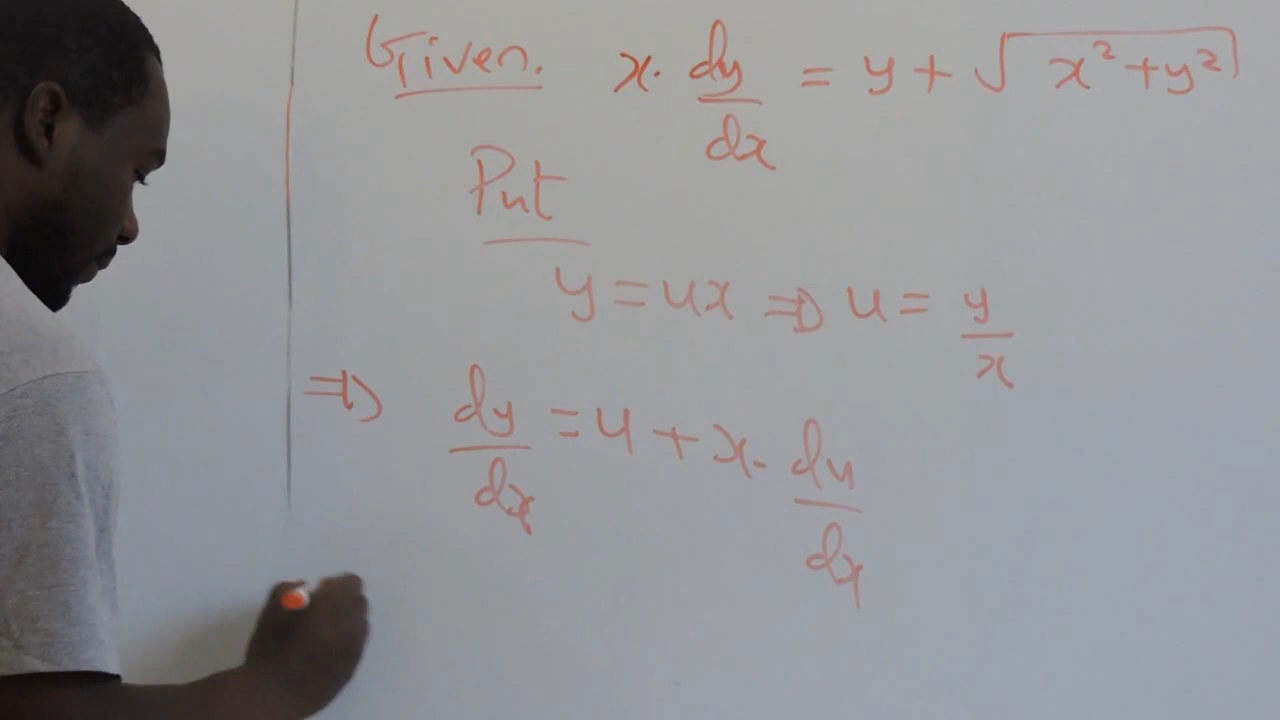 Given. x. dy/dx = y + √(x² + y²)
Put
y = ux ⇒ u = y/x
⇒ dy/dx = u + x. du/dx